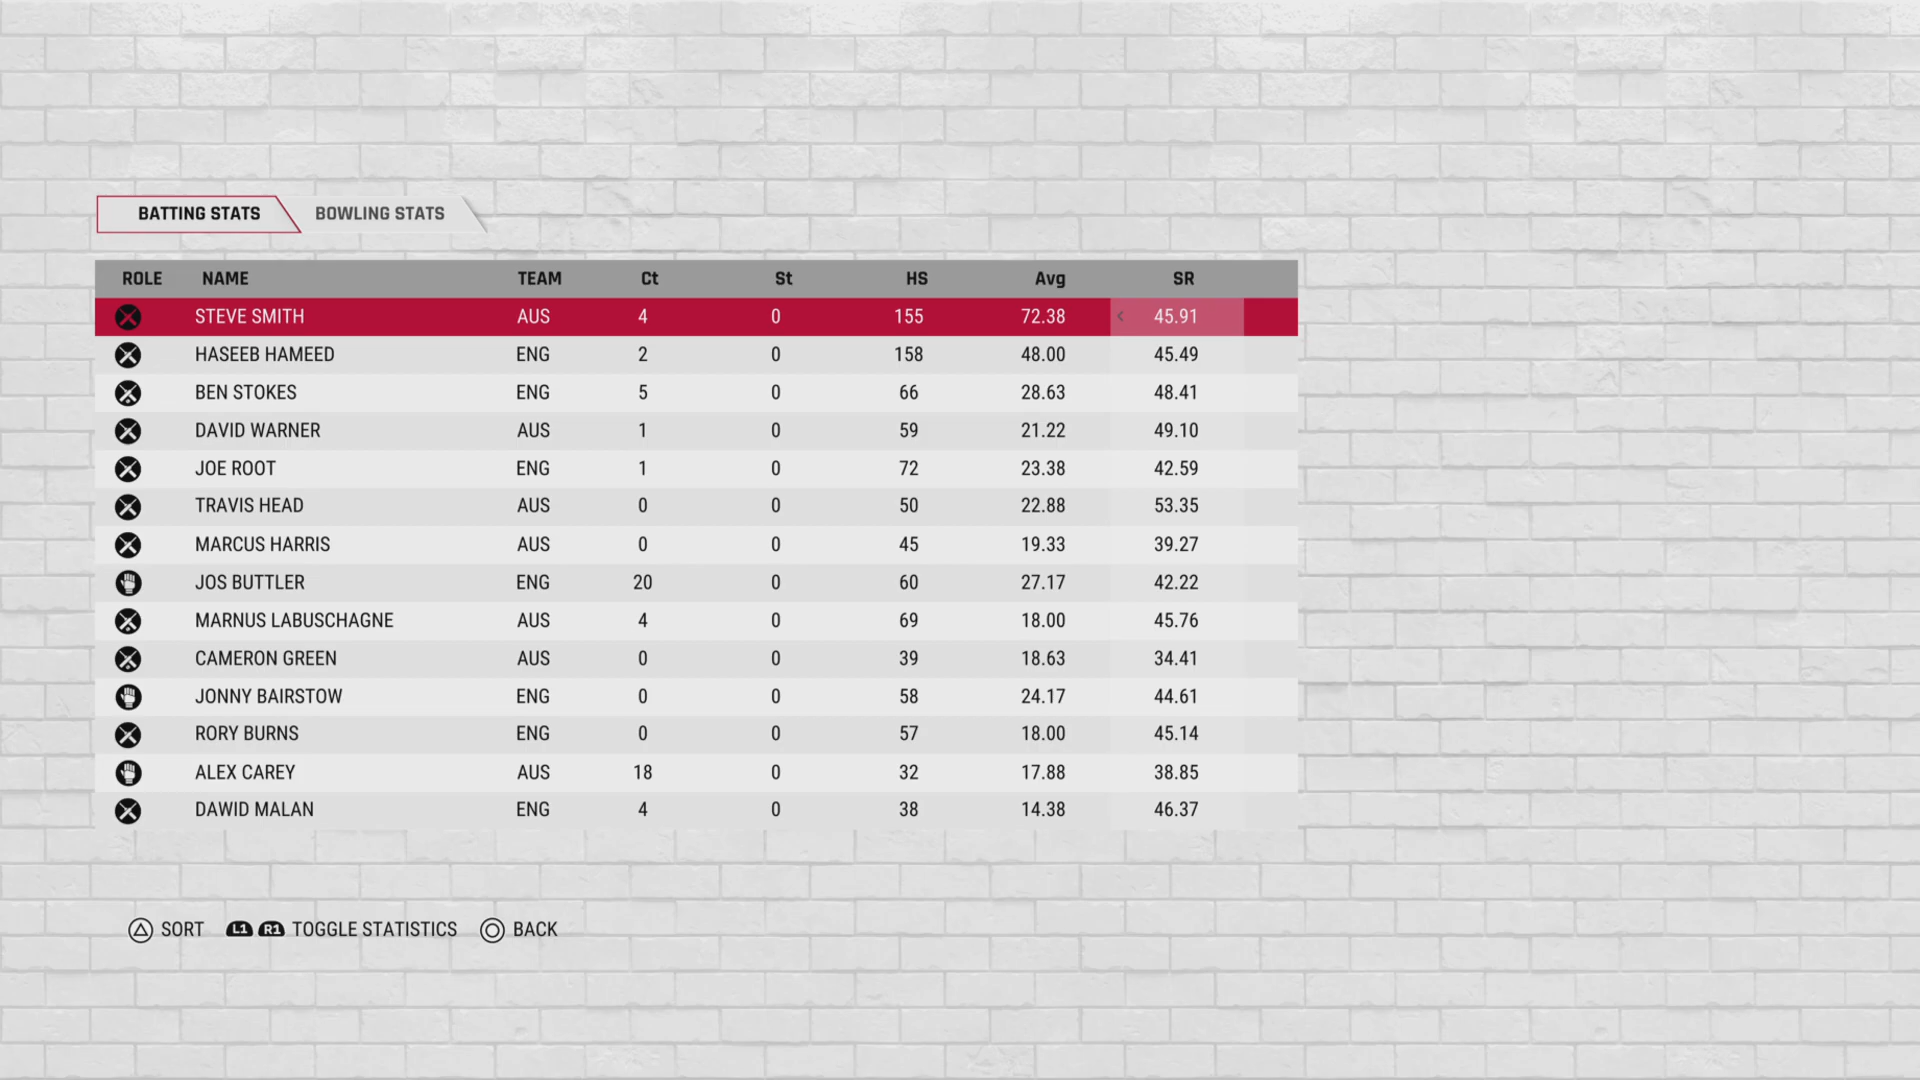 BATTING STATS BOWLING STATS
ROLE NAME TEAM Ct St HS Avg SR
STEVE SMITH AUS 4 0 155 72.38 < 45.91
HASEEB HAMEED ENG 2 0 158 48.00 45.49
BEN STOKES ENG 5 0 66 28.63 48.41
DAVID WARNER AUS 1 0 59 21.22 49.10
JOE ROOT ENG 1 0 72 23.38 42.59
TRAVIS HEAD AUS 0 0 50 22.88 53.35
MARCUS HARRIS AUS 0 0 45 19.33 39.27
JOS BUTTLER ENG 20 0 60 27.17 42.22
MARNUS LABUSCHAGNE AUS 4 0 69 18.00 45.76
CAMERON GREEN AUS 0 0 39 18.63 34.41
JONNY BAIRSTOW ENG 0 0 58 24.17 44.61
RORY BURNS ENG 0 0 57 18.00 45.14
ALEX CAREY AUS 18 0 32 17.88 38.85
DAWID MALAN ENG 4 0 38 14.38 46.37
SORT L1 R1 TOGGLE STATISTICS BACK